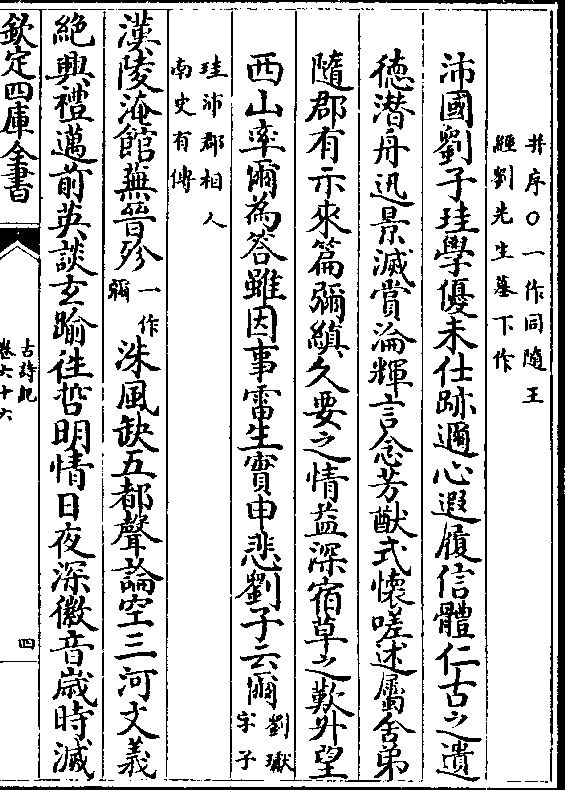 并序○一作同隨王
經劉先生墓下作
沛國劉子珪學優未仕跡邇心遐履信體仁古之遺
德潛舟迅景滅賞淪輝言念芳猷式懷嗟述屬舍弟
隨郡有示來篇彌縝久要之情益深宿草之歎升望
西山率爾為答雖因事雷生實申悲劉子云爾劉瓛
字子
珪沛郡相人
南史有傳
漢陵淹館蕪晉殄一作
彌洙風缺五都聲論空三河文義
絶興禮邁前英談玄踰往哲明情日夜深徽音嵗時滅
欽定四庫全書
古詩紀
卷六十六
四